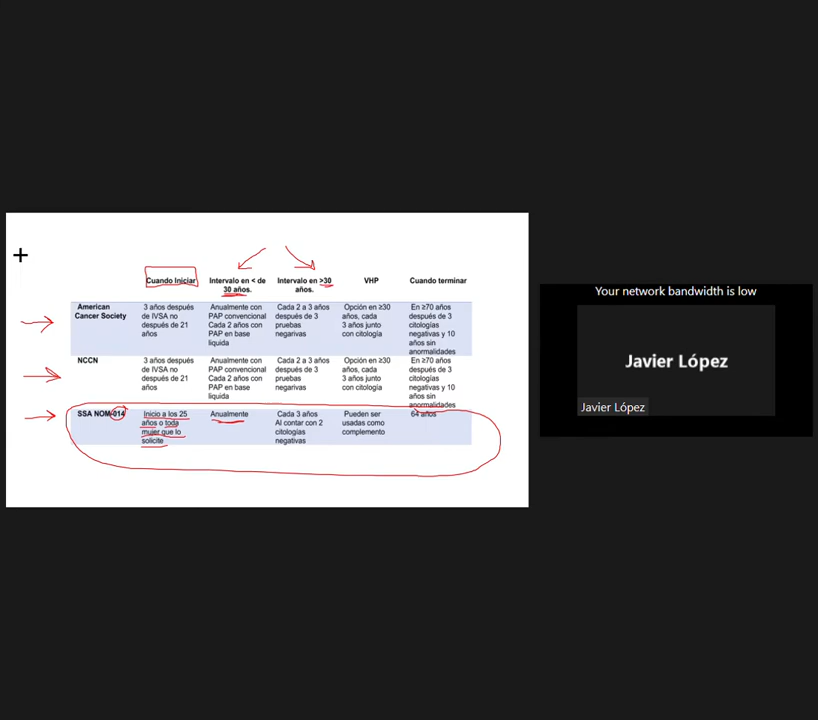 Your network bandwidth is low
Javier López
Javier López
Cuando Iniciar
Intervalo en < de
30 años.
Intervalo en >30
años.
VHP
Cuando terminar
American
Cancer Society
3 años después
de IVSA no
después de 21
años
Anualmente con
PAP convencional
Cada 2 años con
PAP en base
liquida
Cada 2 a 3 años
después de 3
pruebas
negarivas
Opción en ≥30
años, cada
3 años junto
con citología
En ≥70 años
después de 3
citologías
negativas y 10
años sin
anormalidades
NCCN
3 años después
de IVSA no
después de 21
años
Anualmente con
PAP convencional
Cada 2 años con
PAP en base
liquida
Cada 2 a 3 años
después de 3
pruebas
negativas
Opción en ≥30
años, cada
3 años junto
con citología
En ≥70 años
después de 3
citologías
negativas y 10
años sin
anormalidades
SSA NOM-014
Inicio a los 25
años o toda
mujer que lo
solicite
Anualmente
Cada 3 años
Al contar con 2
citologías
negativas
Pueden ser
usadas como
complemento
64 años